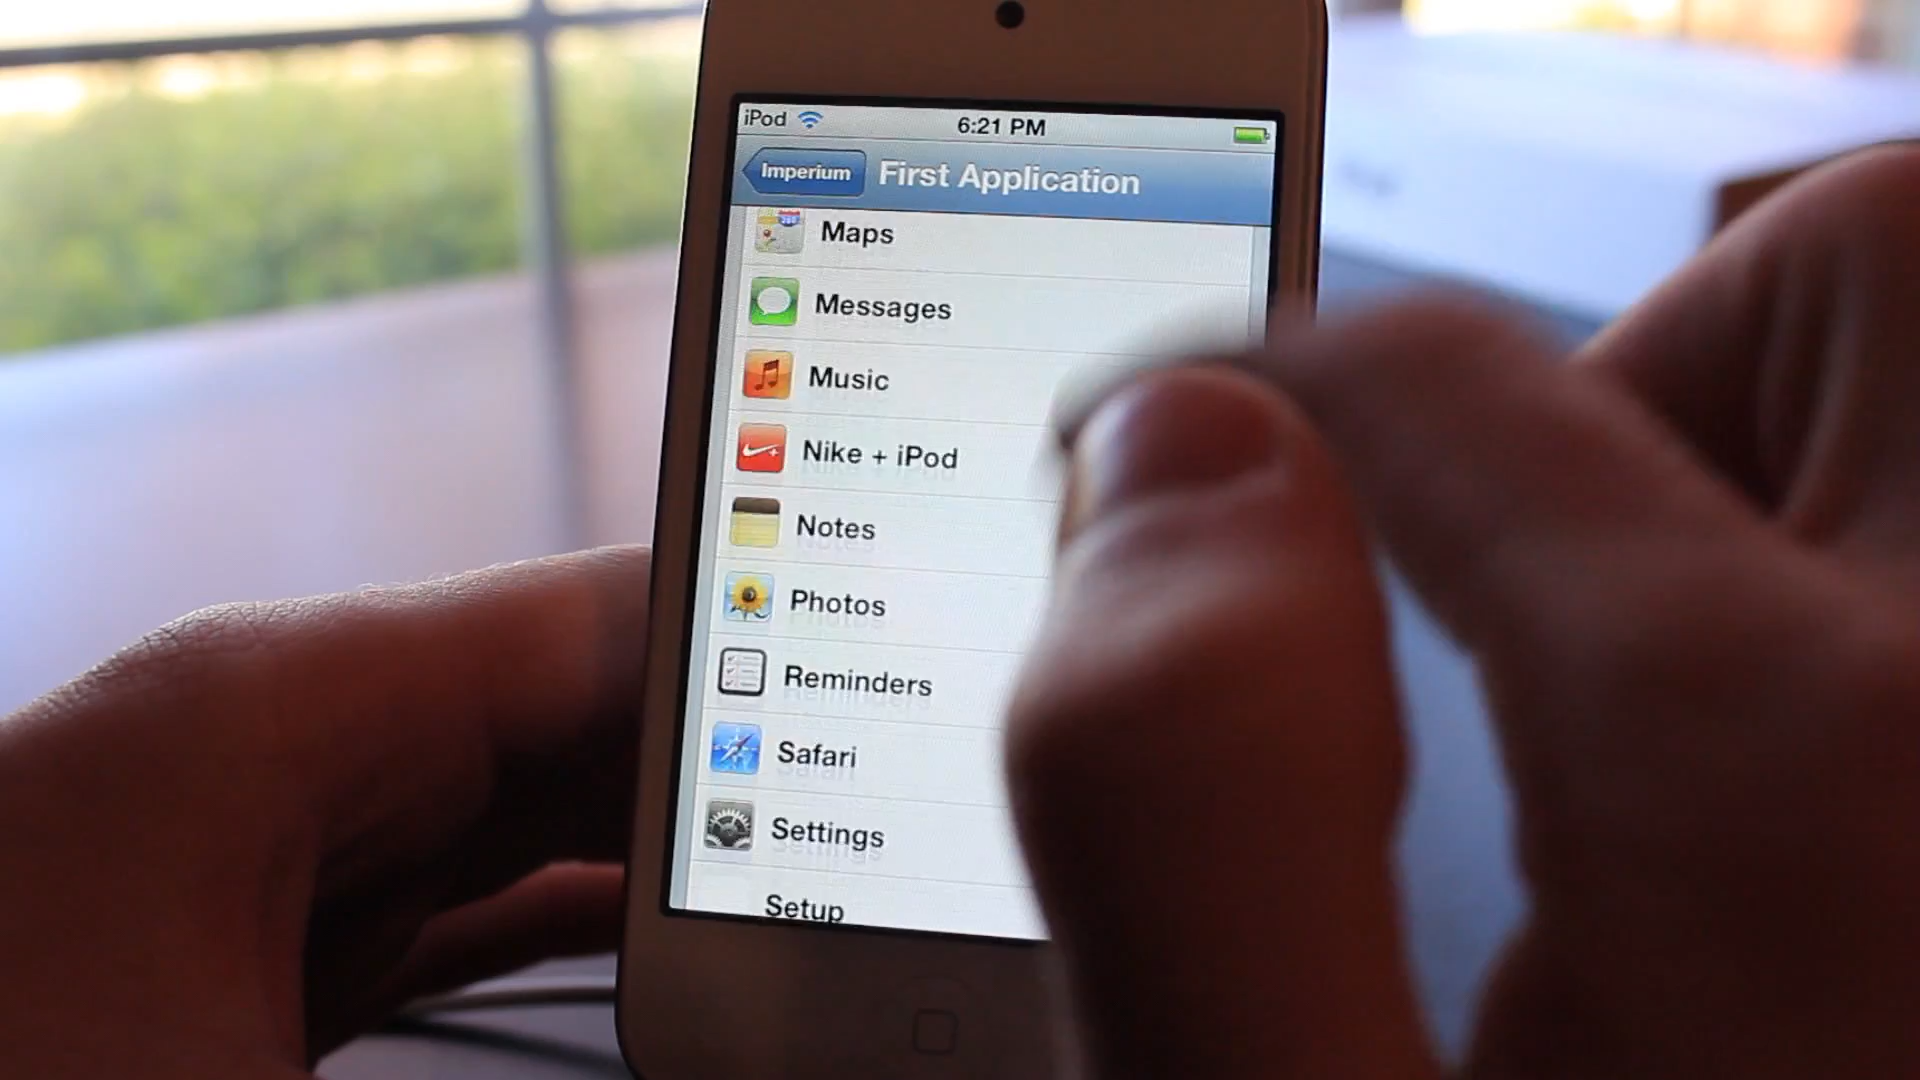 iPod 6:21 PM
Imperium First Application
Maps
Messages
Music
Nike + iPod
Notes
Photos
Reminders
Safari
Settings
Setup